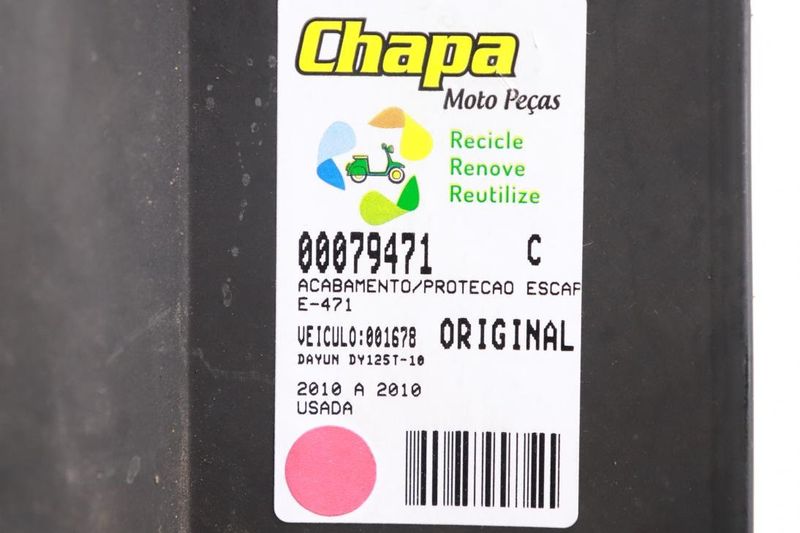 Chapa
Moto Peças
Recicle
Renove
Reutilize
00079471 C
ACABAMENTO/PROTECAO ESCAP
E-471
VEICULO:001678 ORIGINAL
DAYUN DY125T-10
2010 A 2010
USADA